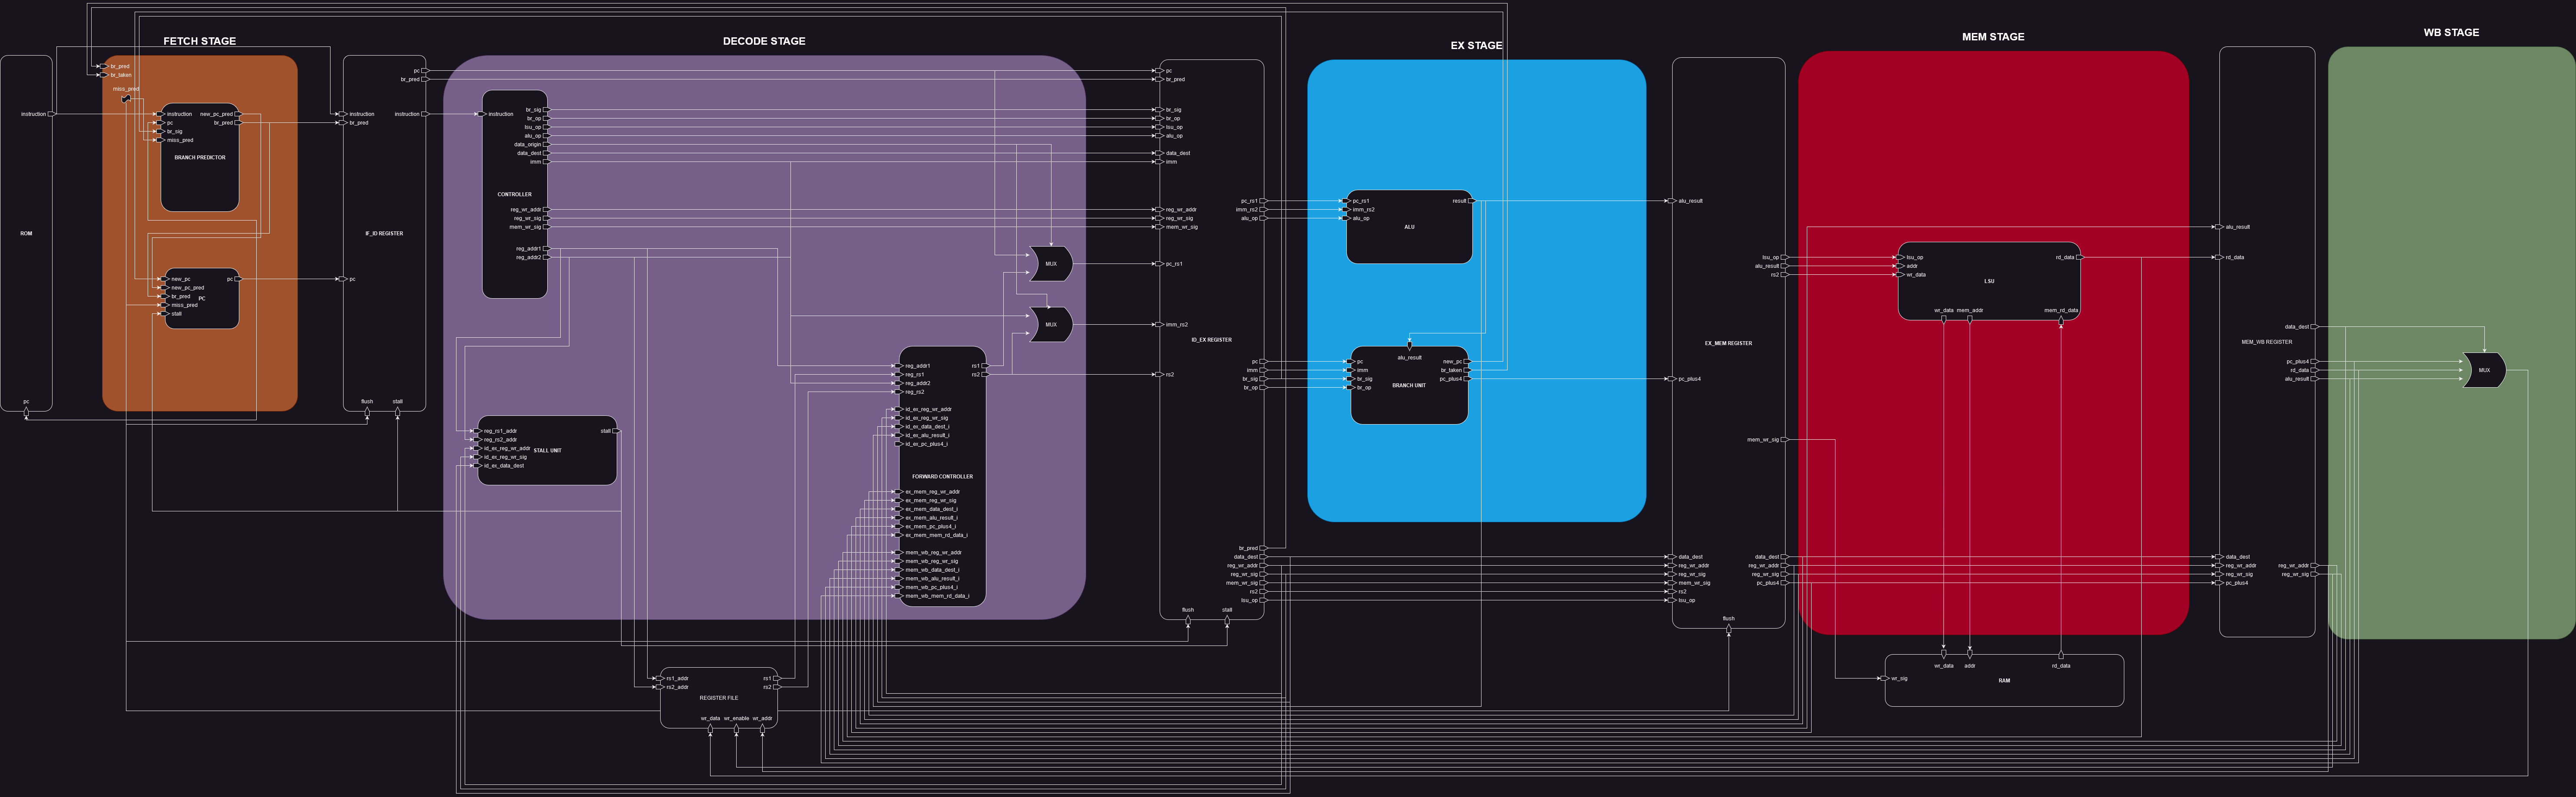 FETCH STAGE
DECODE STAGE
EX STAGE
MEM STAGE
WB STAGE
instruction
ROM
pc
br_pred
br_taken
miss_pred
instruction
pc
br_sig
miss_pred
new_pc_pred
br_pred
BRANCH PREDICTOR
new_pc
new_pc_pred
br_pred
miss_pred
stall
pc
PC
instruction
br_pred
pc
pc
br_pred
instruction
IF_ID REGISTER
flush
stall
instruction
br_sig
br_op
lsu_op
alu_op
data_origin
data_dest
imm
CONTROLLER
reg_wr_addr
reg_wr_sig
mem_wr_sig
reg_addr1
reg_addr2
MUX
MUX
reg_rs1_addr
reg_rs2_addr
id_ex_reg_wr_addr
id_ex_reg_wr_sig
id_ex_data_dest
stall
STALL UNIT
reg_addr1
reg_rs1
reg_addr2
reg_rs2
rs1
rs2
id_ex_reg_wr_addr
id_ex_reg_wr_sig
id_ex_data_dest_i
id_ex_alu_result_i
id_ex_pc_plus4_i
FORWARD CONTROLLER
ex_mem_reg_wr_addr
ex_mem_reg_wr_sig
ex_mem_data_dest_i
ex_mem_alu_result_i
ex_mem_pc_plus4_i
ex_mem_mem_rd_data_i
mem_wb_reg_wr_addr
mem_wb_reg_wr_sig
mem_wb_data_dest_i
mem_wb_alu_result_i
mem_wb_pc_plus4_i
mem_wb_mem_rd_data_i
rs1_addr
rs2_addr
rs1
rs2
REGISTER FILE
wr_data
wr_enable
wr_addr
pc
br_pred
br_sig
br_op
lsu_op
alu_op
data_dest
imm
reg_wr_addr
reg_wr_sig
mem_wr_sig
pc_rs1
imm_rs2
rs2
ID_EX REGISTER
pc_rs1
imm_rs2
alu_op
pc
imm
br_sig
br_op
br_pred
data_dest
reg_wr_addr
reg_wr_sig
mem_wr_sig
rs2
lsu_op
flush
stall
pc_rs1
imm_rs2
alu_op
result
ALU
alu_result
pc
imm
br_sig
br_op
new_pc
br_taken
pc_plus4
BRANCH UNIT
alu_result
pc_plus4
data_dest
reg_wr_addr
reg_wr_sig
mem_wr_sig
rs2
lsu_op
EX_MEM REGISTER
lsu_op
alu_result
rs2
mem_wr_sig
data_dest
reg_wr_addr
reg_wr_sig
pc_plus4
flush
lsu_op
addr
wr_data
rd_data
LSU
wr_data
mem_addr
mem_rd_data
wr_data
addr
rd_data
wr_sig
RAM
alu_result
rd_data
data_dest
reg_wr_addr
reg_wr_sig
pc_plus4
MEM_WB REGISTER
data_dest
pc_plus4
rd_data
alu_result
reg_wr_addr
reg_wr_sig
MUX